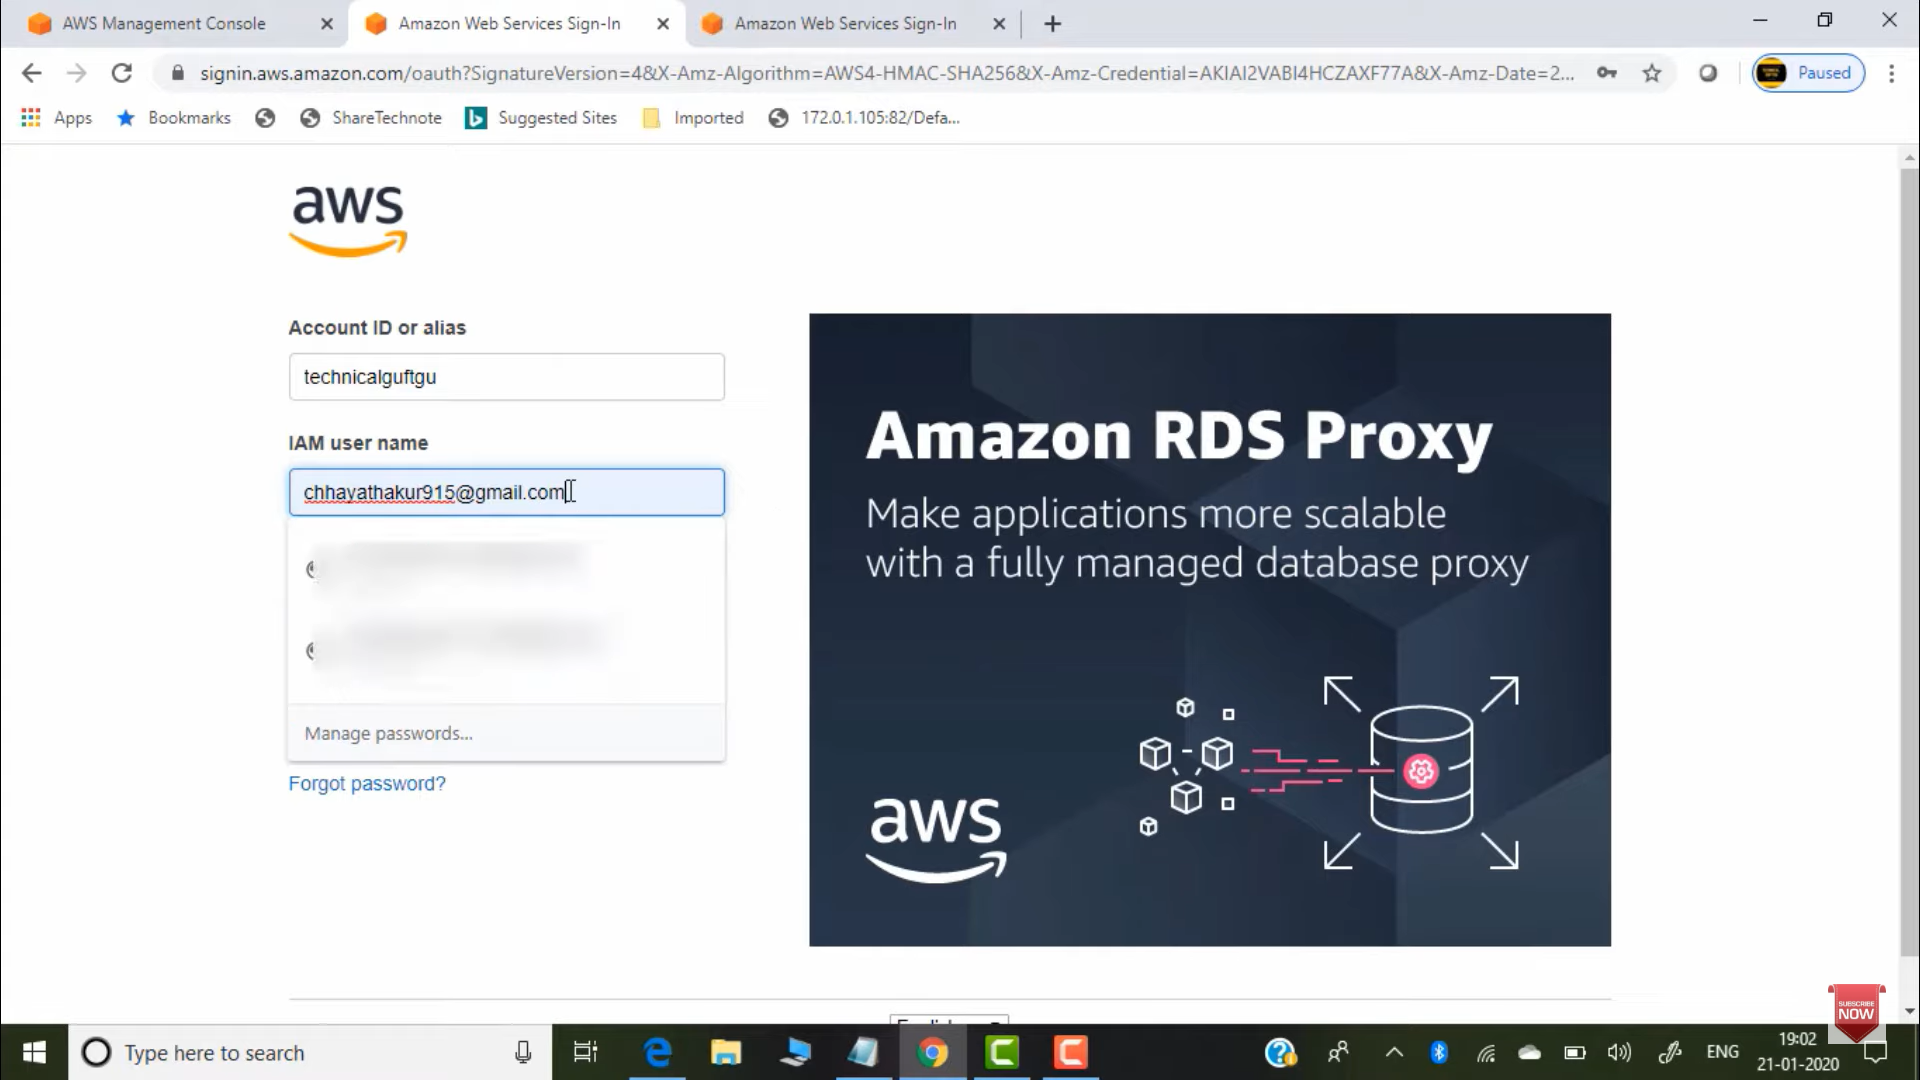 AWS Management Console
Amazon Web Services Sign-In
Amazon Web Services Sign-In
signin.aws.amazon.com/oauth?SignatureVersion=4&X-Amz-Algorithm=AWS4-HMAC-SHA256&X-Amz-Credential=AKIAI2VABI4HCZAXF77A&X-Amz-Date=2...
Paused
Apps
Bookmarks
ShareTechnote
Suggested Sites
Imported
172.0.1.105:82/Defa...
aws
Account ID or alias
technicalguftgu
IAM user name
chhayathakur915@gmail.com
Manage passwords...
Forgot password?
Amazon RDS Proxy
Make applications more scalable
with a fully managed database proxy
aws
SUBSCRIBE
NOW
Type here to search
ENG
19:02
21-01-2020